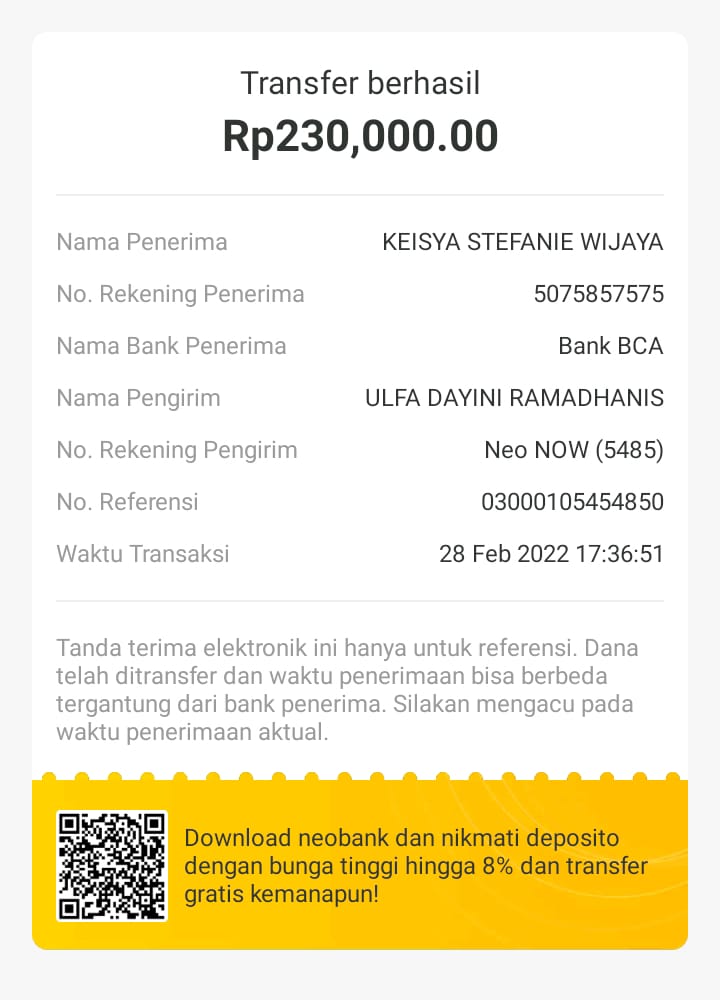 Transfer berhasil
Rp230,000.00
Nama Penerima KEISYA STEFANIE WIJAYA
No. Rekening Penerima 5075857575
Nama Bank Penerima Bank BCA
Nama Pengirim ULFA DAYINI RAMADHANIS
No. Rekening Pengirim Neo NOW (5485)
No. Referensi 03000105454850
Waktu Transaksi 28 Feb 2022 17:36:51
Tanda terima elektronik ini hanya untuk referensi. Dana
telah ditransfer dan waktu penerimaan bisa berbeda
tergantung dari bank penerima. Silakan mengacu pada
waktu penerimaan aktual.
Download neobank dan nikmati deposito
dengan bunga tinggi hingga 8% dan transfer
gratis kemanapun!